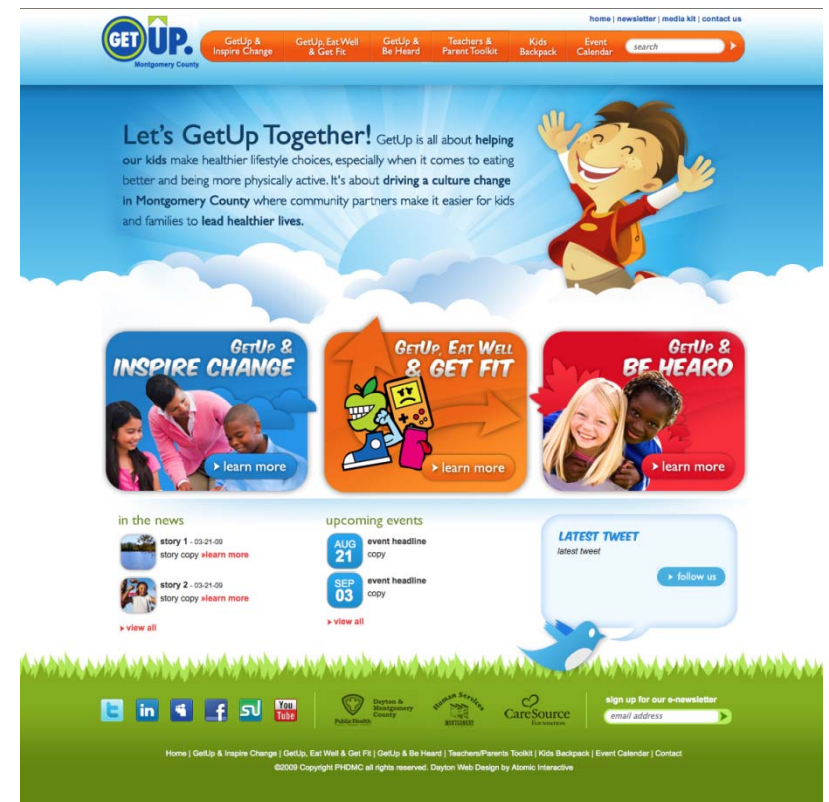 home | newsletter | media kit | contact us
GET UP.
Montgomery County
GetUp &
Inspire Change
GetUp, Eat Well
& Get Fit
GetUp &
Be Heard
Teachers &
Parent Toolkit
Kids
Backpack
Event
Calendar
search
Let's GetUp Together! GetUp is all about helping
our kids make healthier lifestyle choices, especially when it comes to eating
better and being more physically active. It's about driving a culture change
in Montgomery County where community partners make it easier for kids
and families to lead healthier lives.
GETUP &
INSPIRE CHANGE
learn more
GETUP, EAT WELL
& GET FIT
learn more
GETUP &
BE HEARD
learn more
in the news
story 1 - 03-21-09
story copy »learn more
story 2 - 03-21-09
story copy »learn more
view all
upcoming events
AUG
21
event headline
copy
SEP
03
event headline
copy
view all
LATEST TWEET
latest tweet
follow us
in
f
You
Tube
Public Health
Dayton &
Montgomery
County
Human Services
MONTGOMERY
CareSource
FOUNDATION
sign up for our e-newsletter
email address
Home | GetUp & Inspire Change | GetUp, Eat Well & Get Fit | GetUp & Be Heard | Teachers/Parents Toolkit | Kids Backpack | Event Calendar | Contact
©2009 Copyright PHDMC all rights reserved. Dayton Web Design by Atomic Interactive